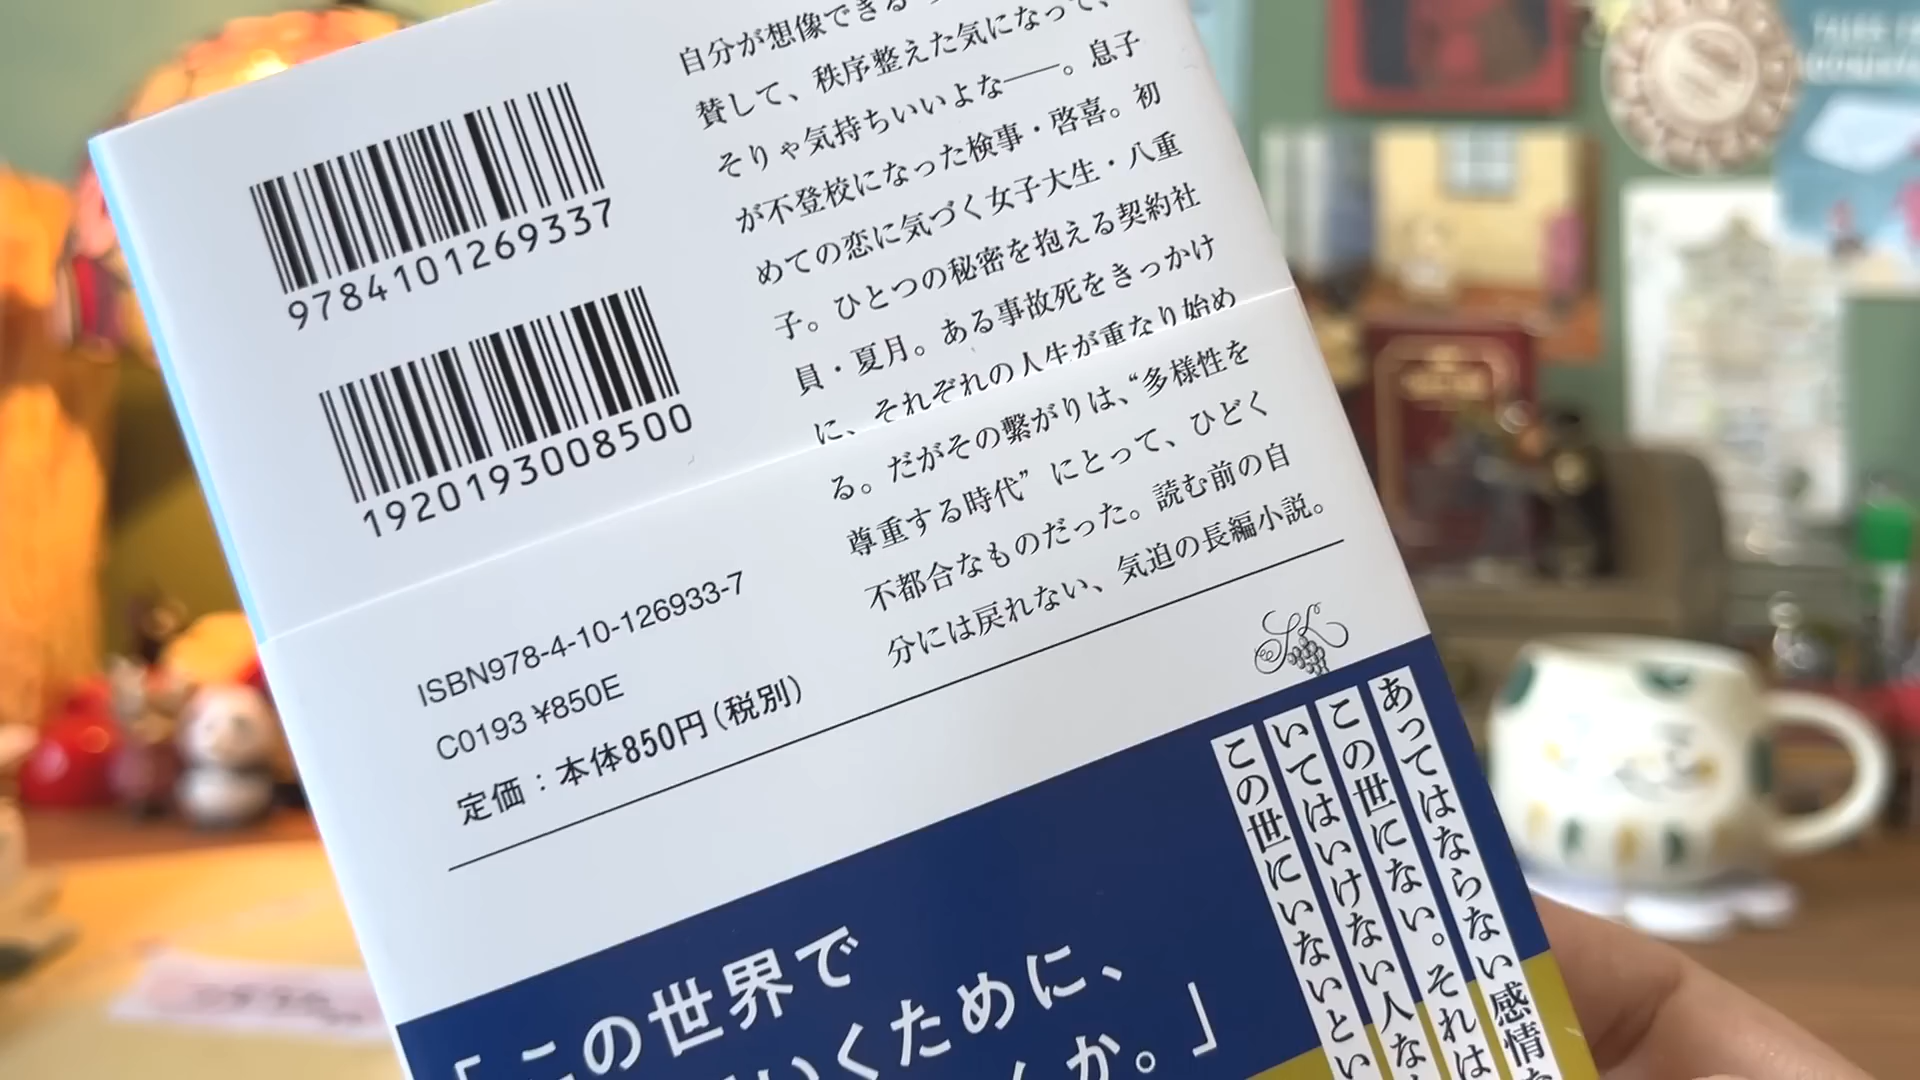 9784101269337
1920193008500
ISBN978-4-10-126933-7
C0193 ¥850E
定価：本体850円(税別)
自分が想像できる
賛して、秩序整えた気になって、
そりゃ気持ちいいよな――。息子
が不登校になった検事・啓喜。初
めての恋に気づく女子大生・八重
子。ひとつの秘密を抱える契約社
員・夏月。ある事故死をきっかけ
に、それぞれの人生が重なり始め
る。だがその繫がりは、“多様性を
尊重する時代”にとって、ひどく
不都合なものだった。読む前の自
分には戻れない、気迫の長編小説。
あってはならない感情
この世にない。それは
いてはいけない人な
この世にいないとい
「この世界で
いくために、
か。」